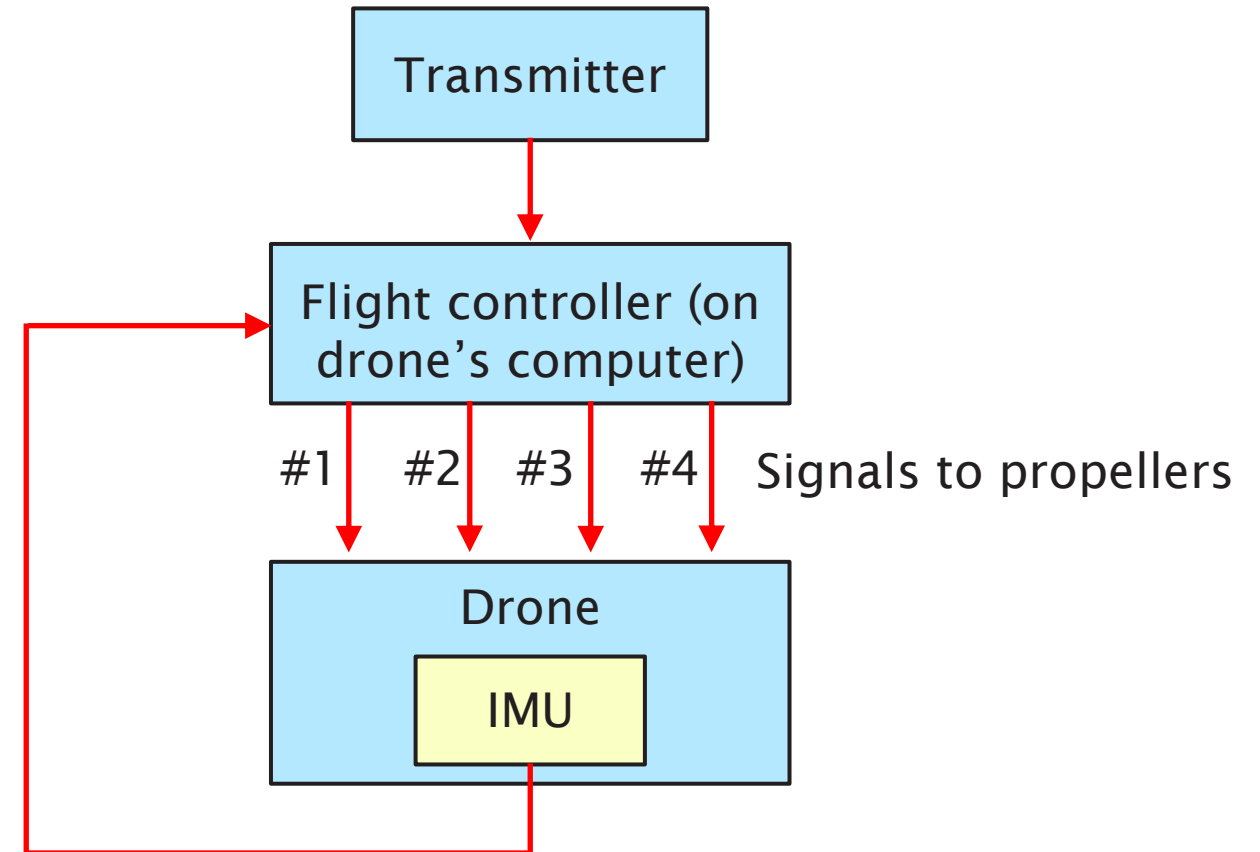 Transmitter
Flight controller (on
drone’s computer)
#1 #2 #3 #4 Signals to propellers
Drone
IMU